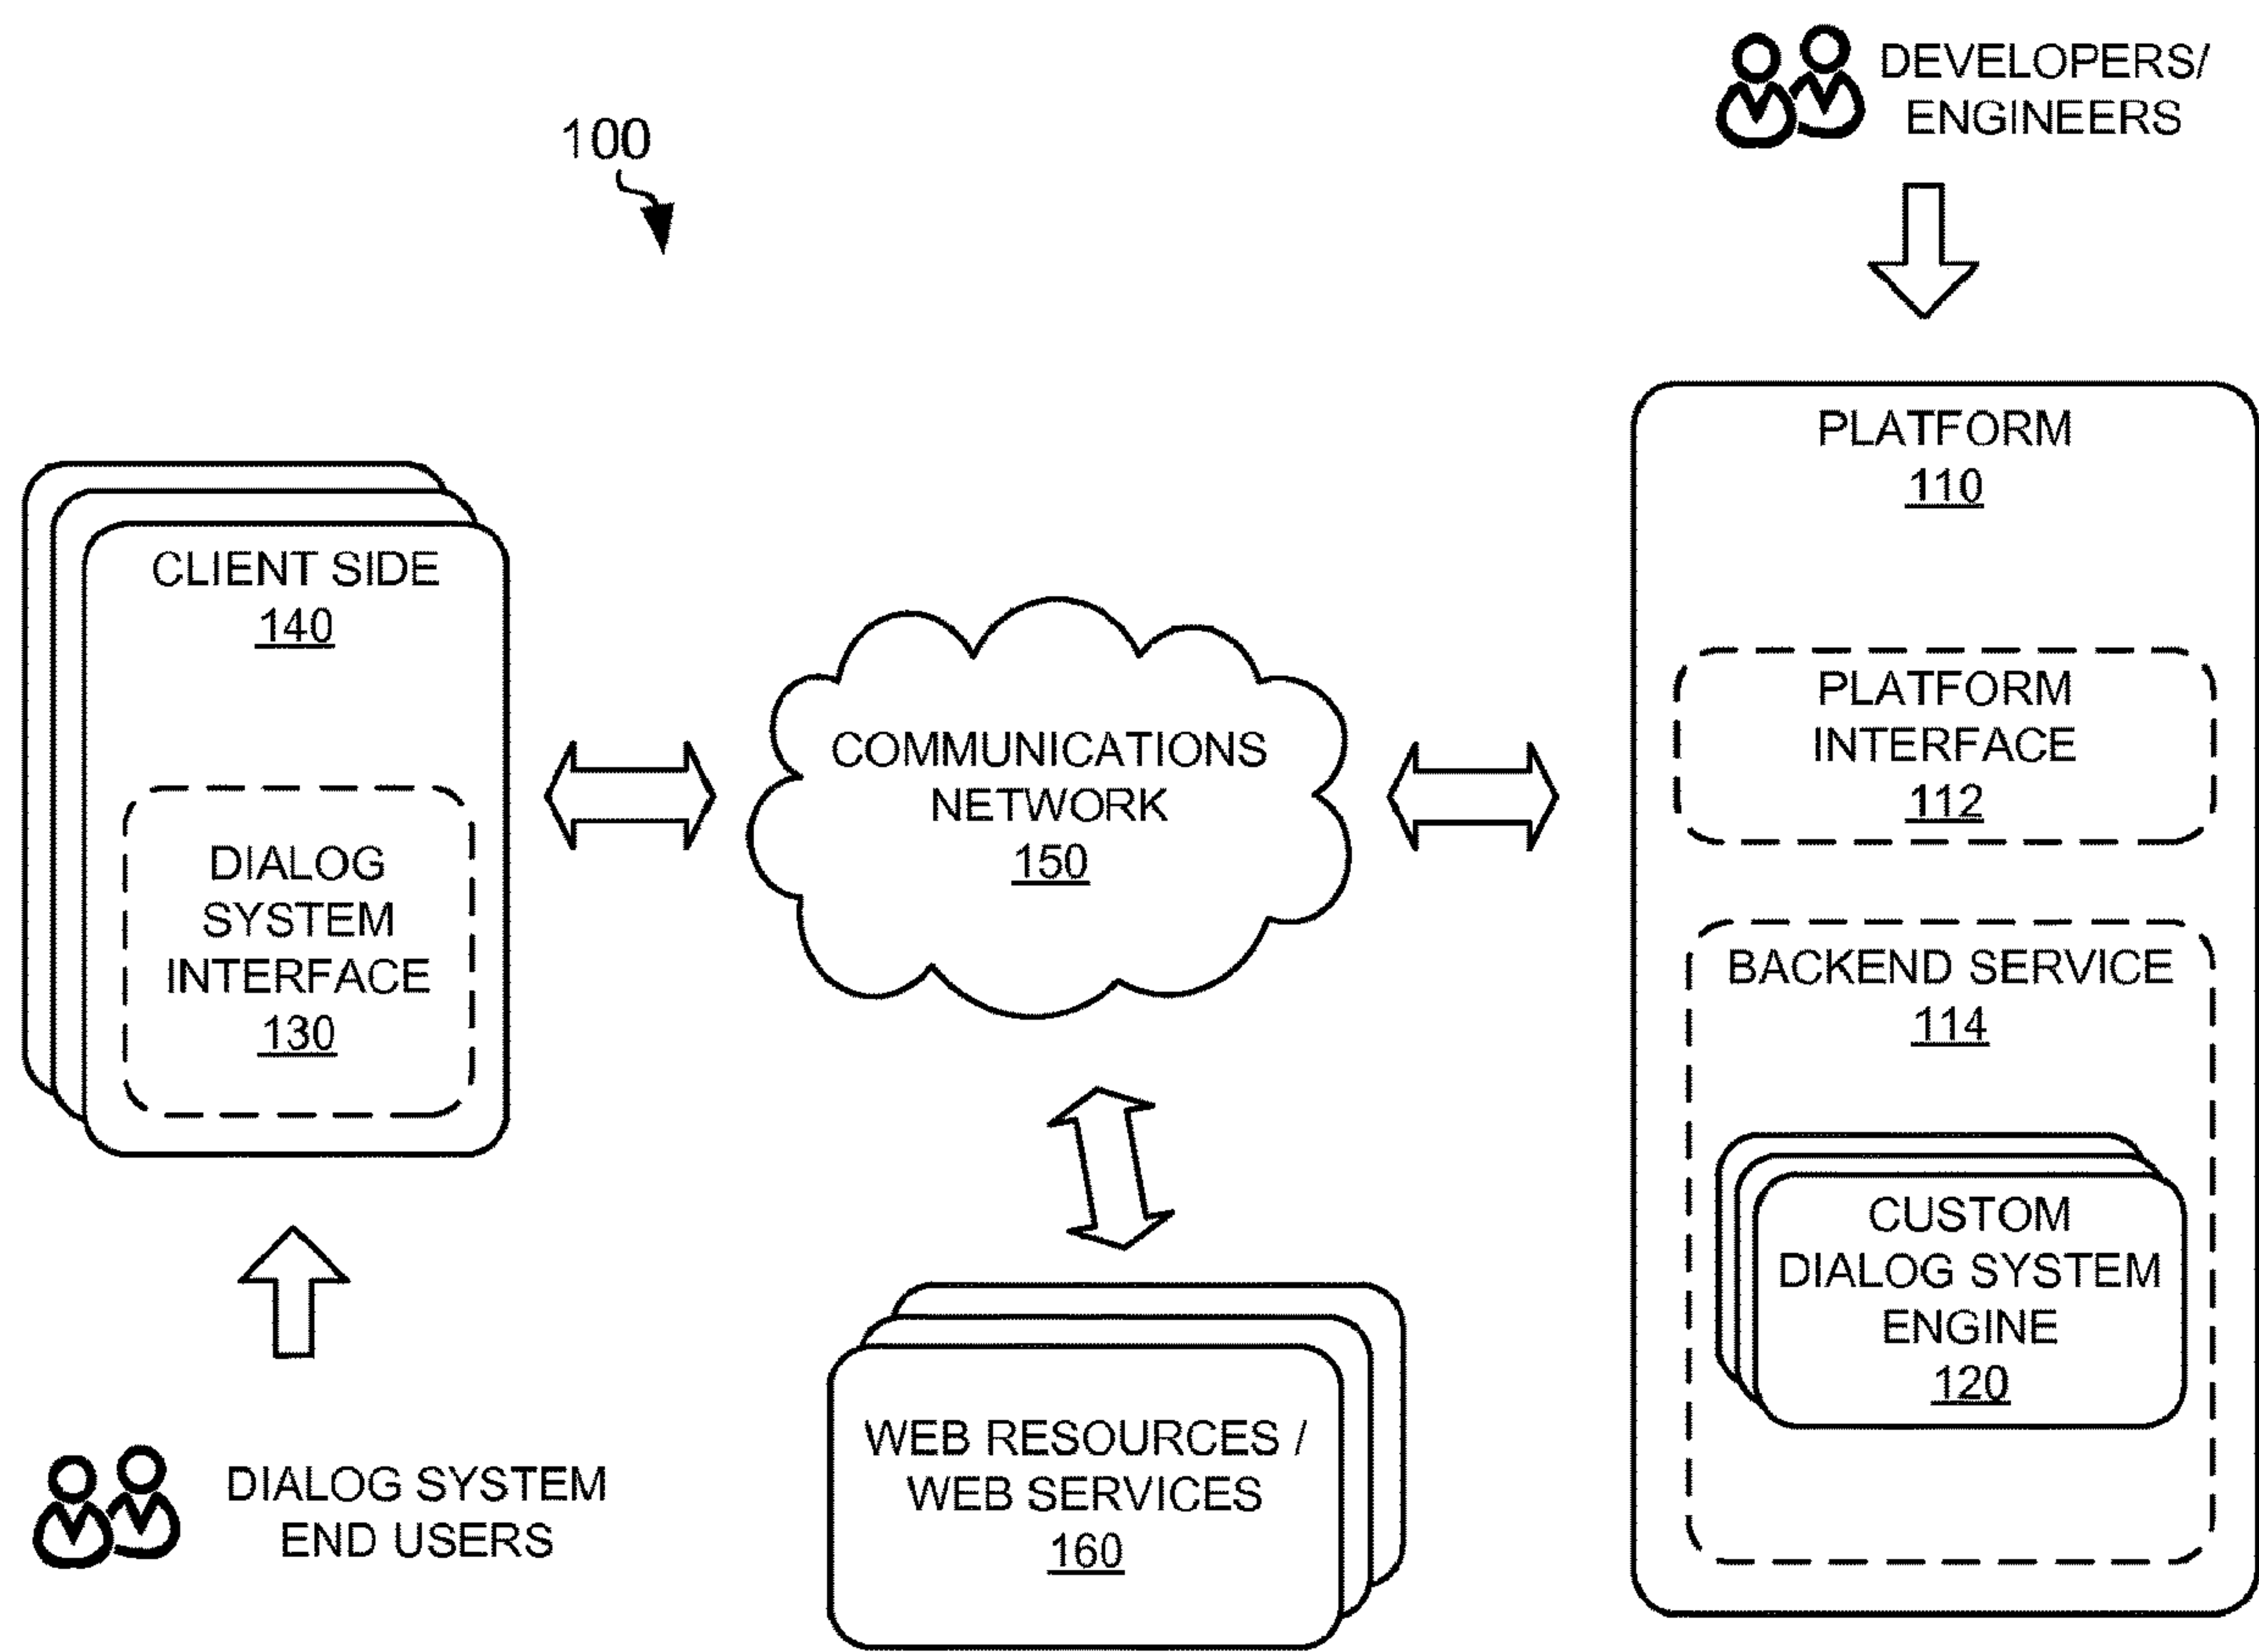 100
DEVELOPERS/
ENGINEERS
CLIENT SIDE
140
DIALOG
SYSTEM
INTERFACE
130
DIALOG SYSTEM
END USERS
COMMUNICATIONS
NETWORK
150
WEB RESOURCES /
WEB SERVICES
160
PLATFORM
110
PLATFORM
INTERFACE
112
BACKEND SERVICE
114
CUSTOM
DIALOG SYSTEM
ENGINE
120